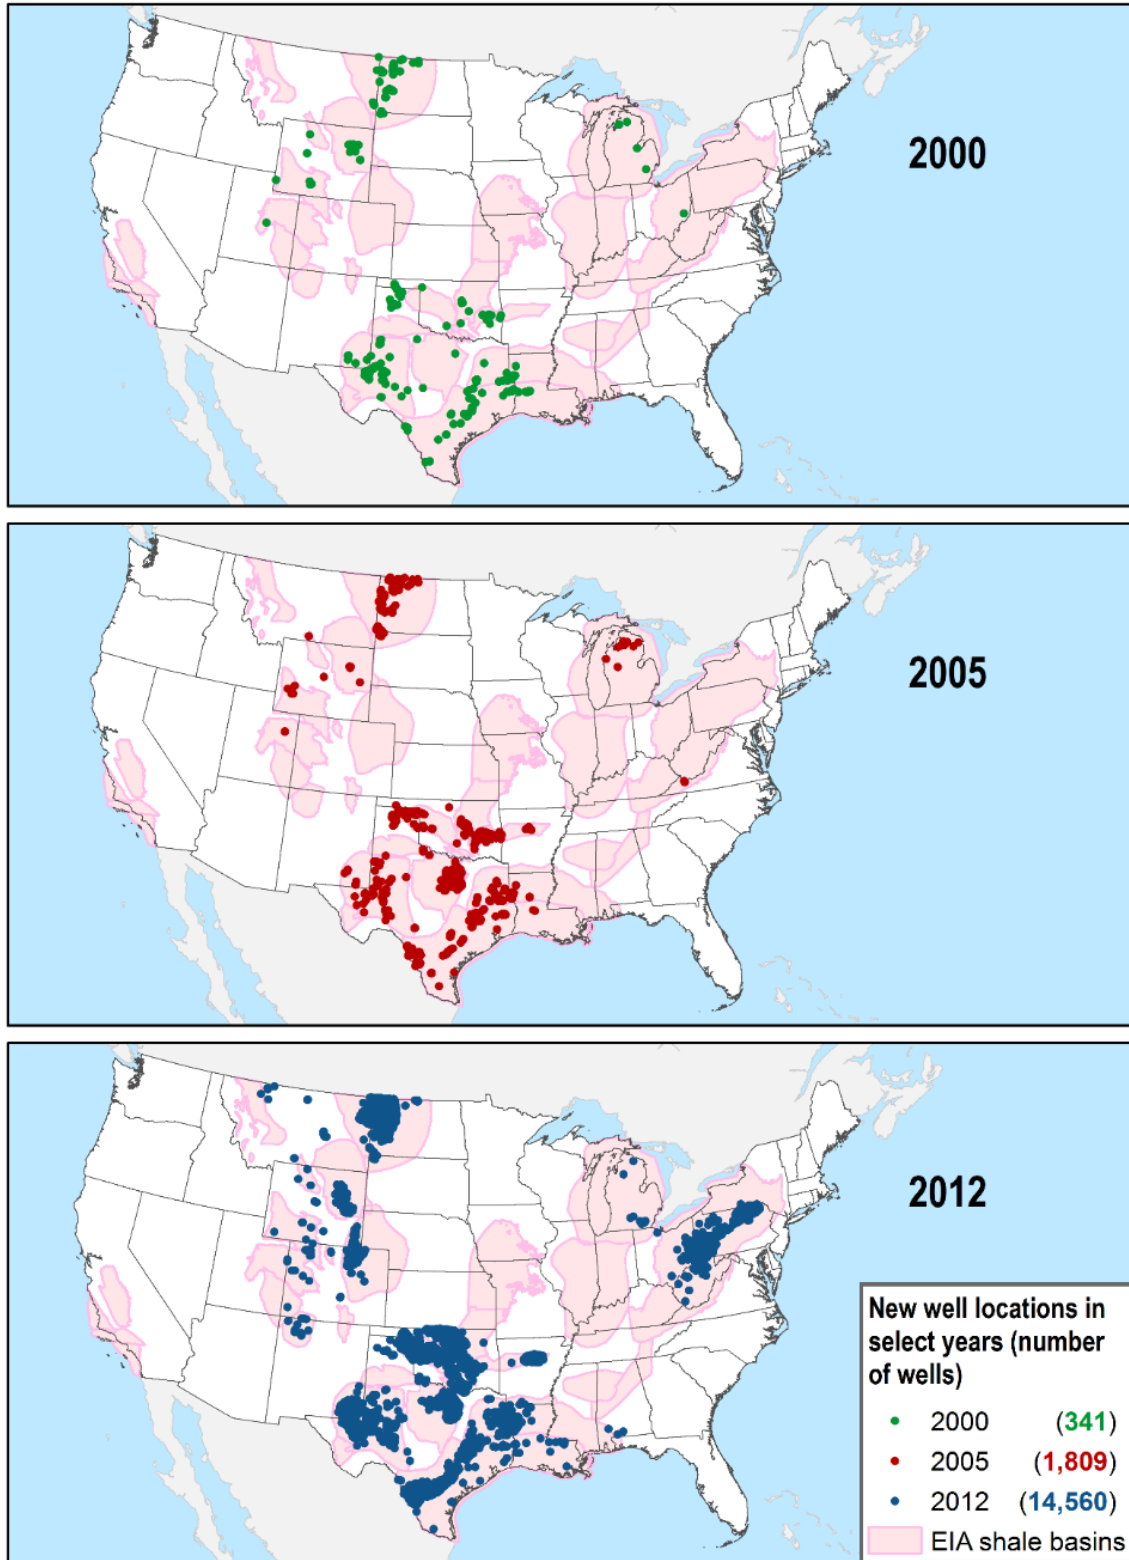 2000
2005
2012
New well locations in
select years (number
of wells)
2000 (341)
2005 (1,809)
2012 (14,560)
EIA shale basins